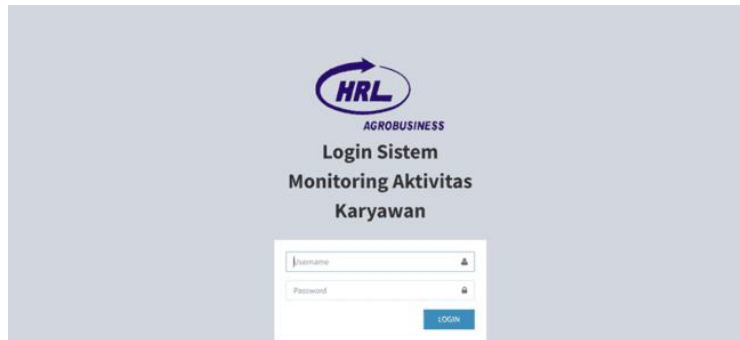 HRL
AGROBUSINESS
Login Sistem
Monitoring Aktivitas
Karyawan
Username
Password
LOGIN